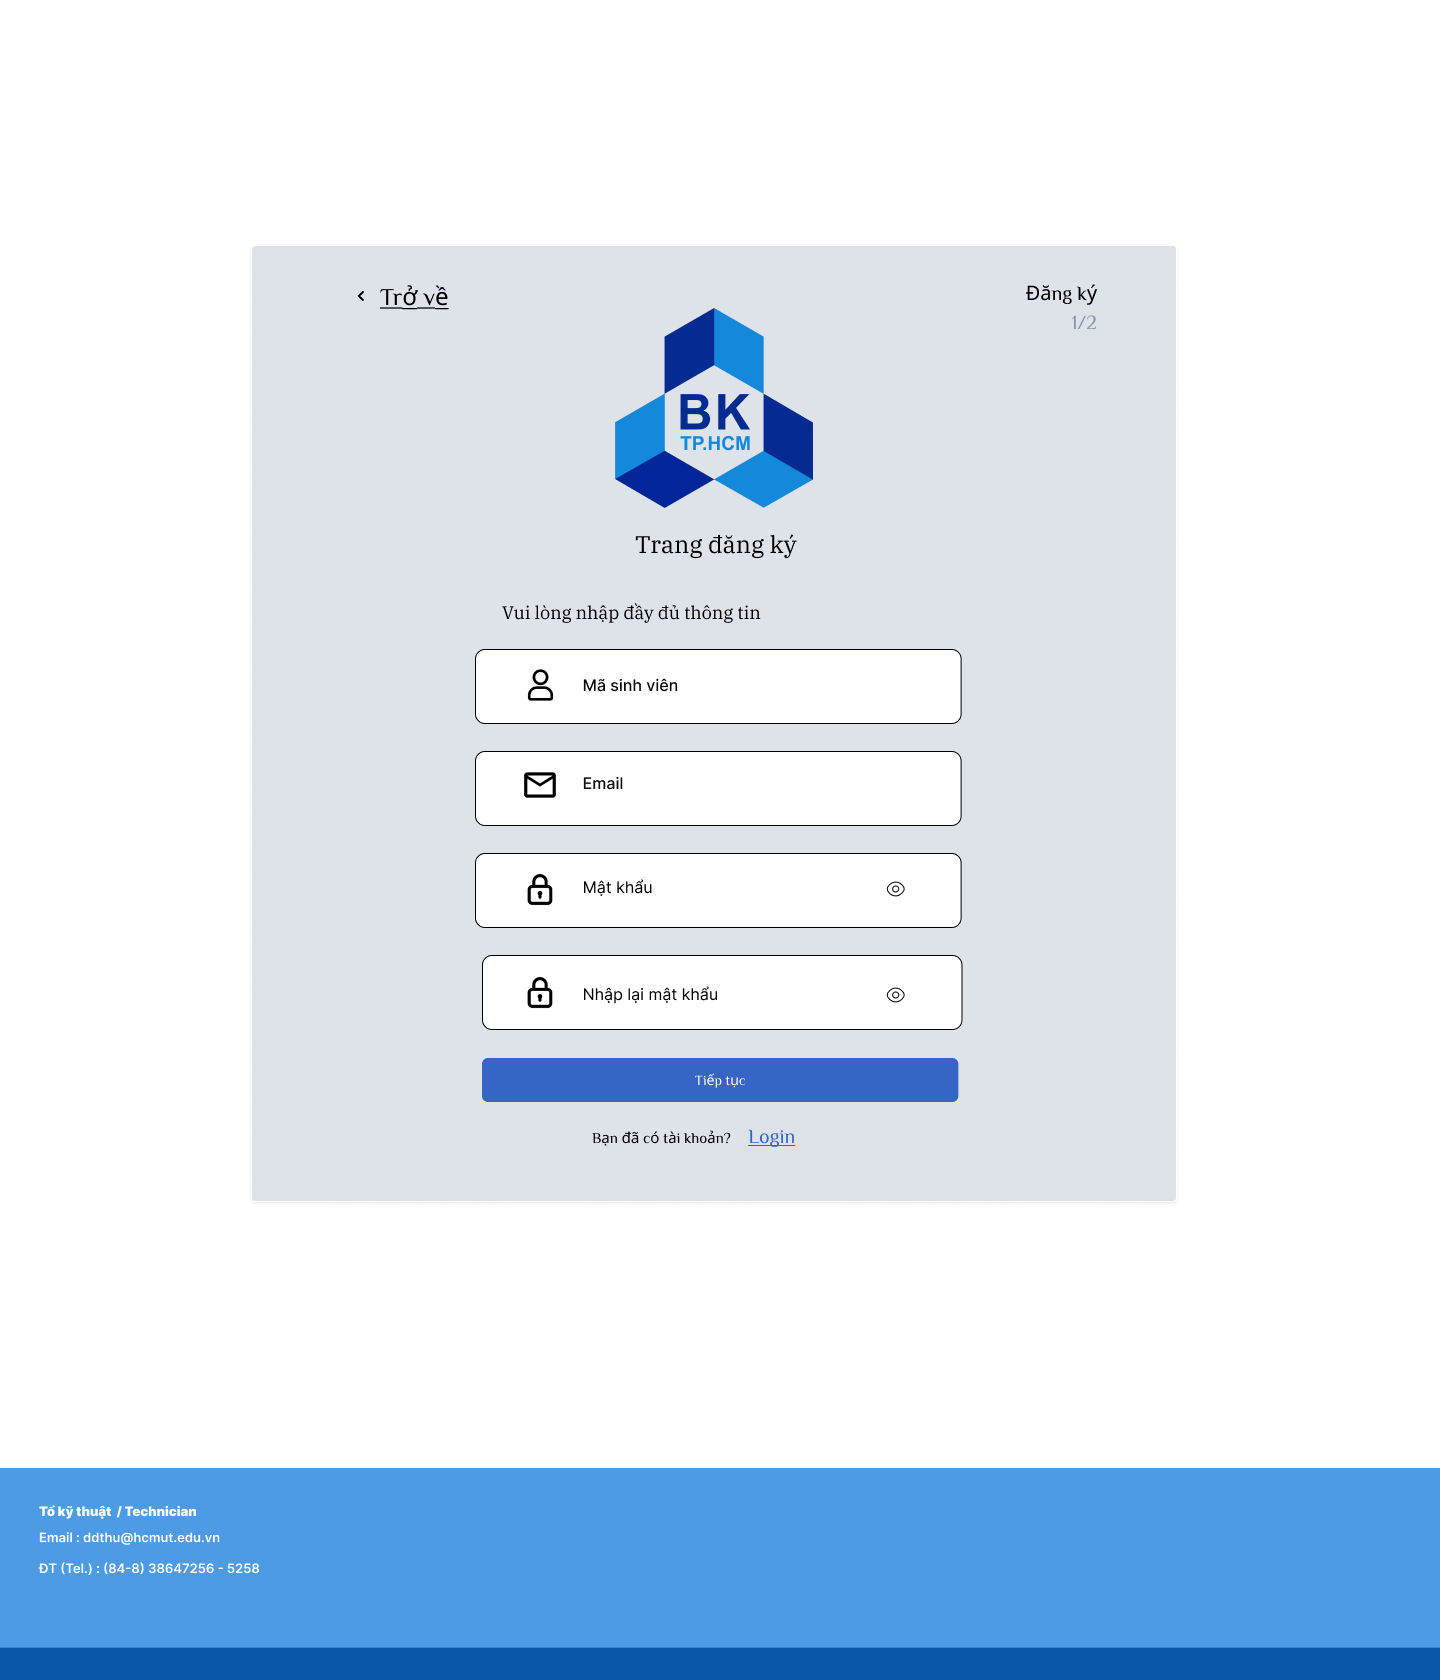 Trở về
Đăng ký
1/2
BK
TP.HCM
Trang đăng ký
Vui lòng nhập đầy đủ thông tin
Mã sinh viên
Email
Mật khẩu
Nhập lại mật khẩu
Tiếp tục
Bạn đã có tài khoản? Login
Tổ kỹ thuật / Technician
Email : ddthu@hcmut.edu.vn
ĐT (Tel.) : (84-8) 38647256 - 5258